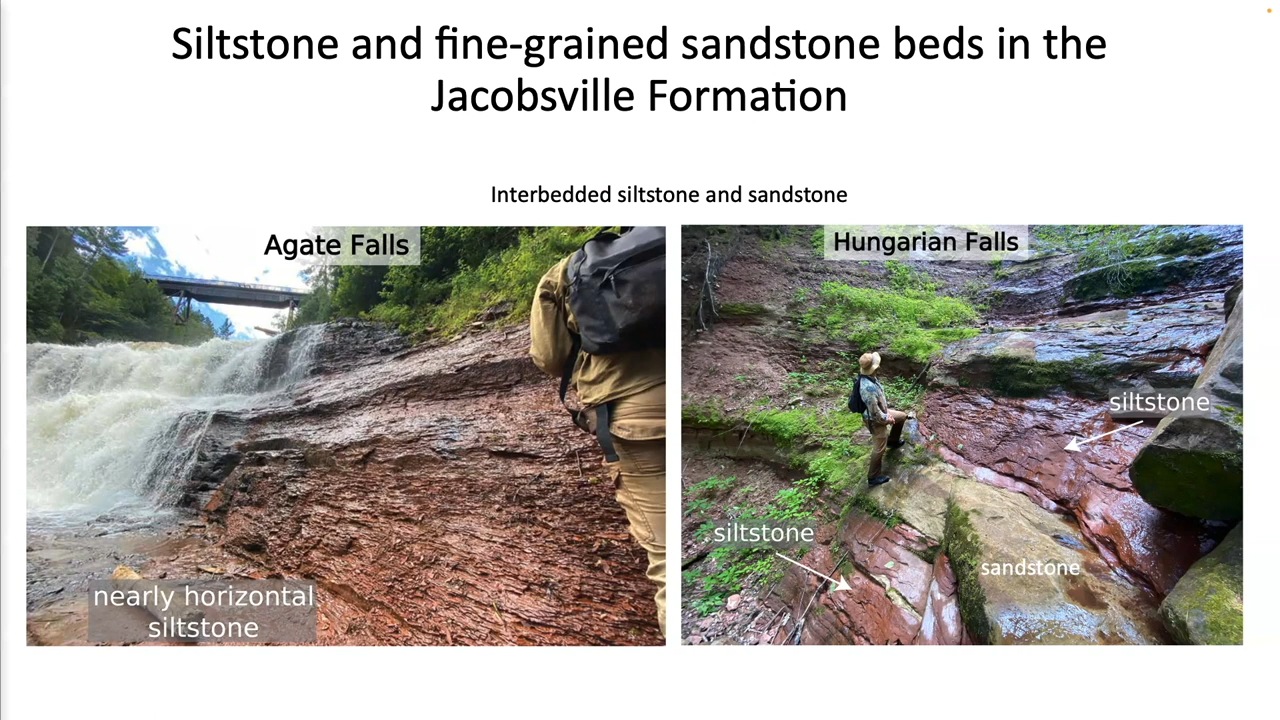 Siltstone and fine-grained sandstone beds in the
Jacobsville Formation
Interbedded siltstone and sandstone
Agate Falls
nearly horizontal
siltstone
Hungarian Falls
siltstone
siltstone
sandstone